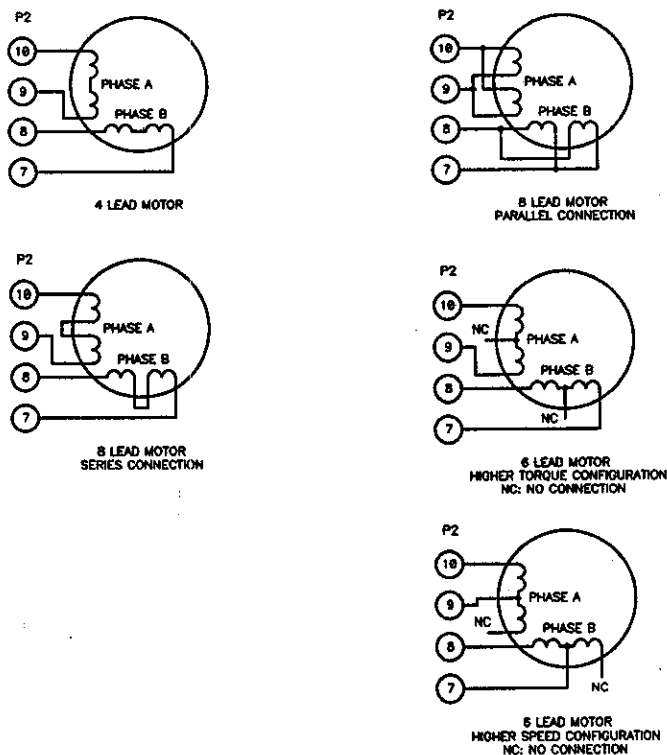 P2
10
9
8
7
PHASE A
PHASE B
4 LEAD MOTOR
P2
10
9
8
7
PHASE A
PHASE B
8 LEAD MOTOR
PARALLEL CONNECTION
P2
10
9
8
7
PHASE A
PHASE B
8 LEAD MOTOR
SERIES CONNECTION
P2
10
9
8
7
NC
PHASE A
PHASE B
NC
6 LEAD MOTOR
HIGHER TORQUE CONFIGURATION
NC: NO CONNECTION
P2
10
9
8
7
PHASE A
NC
PHASE B
NC
6 LEAD MOTOR
HIGHER SPEED CONFIGURATION
NC: NO CONNECTION